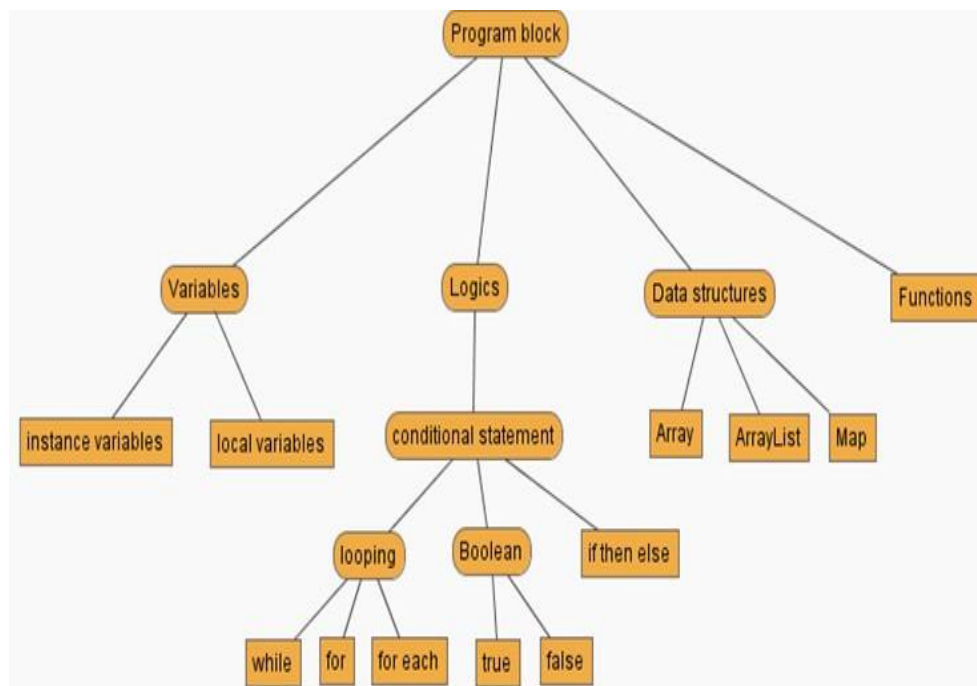 Program block
Variables
Logics
Data structures
Functions
instance variables
local variables
conditional statement
Array
ArrayList
Map
looping
Boolean
if then else
while
for
for each
true
false